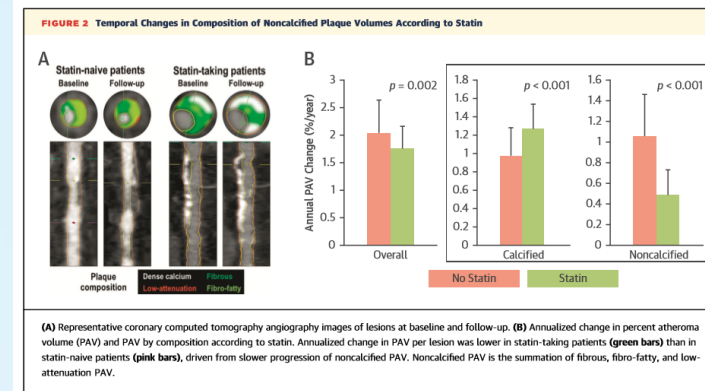 FIGURE 2 Temporal Changes in Composition of Noncalcified Plaque Volumes According to Statin
A
Statin-naive patients
Statin-taking patients
Baseline Follow-up
Baseline Follow-up
Plaque composition
Dense calcium Fibrous
Low-attenuation Fibro-fatty
B
Annual PAV Change (%/year)
3
2.5
2
1.5
1
0.5
0
p = 0.002
Overall
1.8
1.6
1.4
1.2
1
0.8
0.6
0.4
0.2
0
p < 0.001
Calcified
1.6
1.4
1.2
1
0.8
0.6
0.4
0.2
0
p < 0.001
Noncalcified
No Statin
Statin
(A) Representative coronary computed tomography angiography images of lesions at baseline and follow-up. (B) Annualized change in percent atheroma
volume (PAV) and PAV by composition according to statin. Annualized change in PAV per lesion was lower in statin-taking patients (green bars) than in
statin-naive patients (pink bars), driven from slower progression of noncalcified PAV. Noncalcified PAV is the summation of fibrous, fibro-fatty, and low-
attenuation PAV.